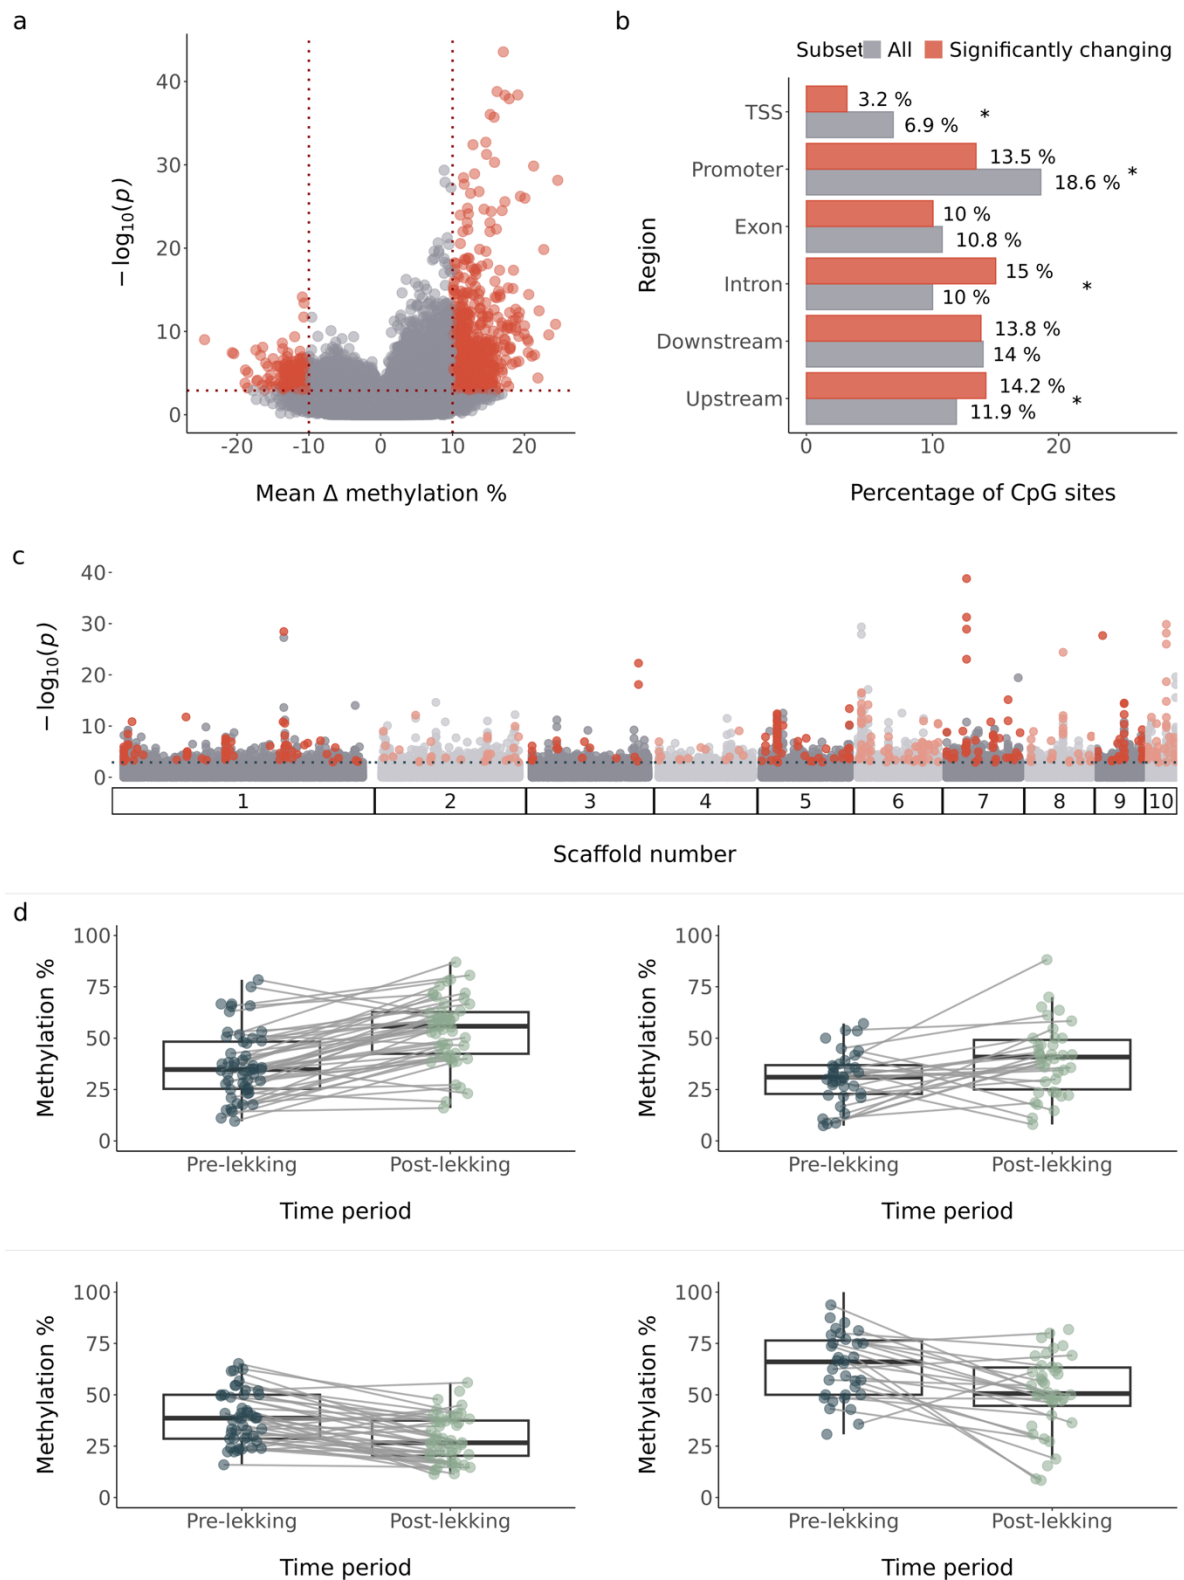 a
− log₁₀(p)
40
30
20
10
0
-20
-10
0
10
20
Mean Δ methylation %
b
Subset All Significantly changing
Region
TSS
3.2 %
6.9 %
*
Promoter
13.5 %
18.6 %
*
Exon
10 %
10.8 %
Intron
15 %
10 %
*
Downstream
13.8 %
14 %
Upstream
14.2 %
11.9 %
*
0
10
20
Percentage of CpG sites
c
− log₁₀(p)
40
30
20
10
0
1
2
3
4
5
6
7
8
9
10
Scaffold number
d
Methylation %
100
75
50
25
0
Pre-lekking
Post-lekking
Time period
Methylation %
100
75
50
25
0
Pre-lekking
Post-lekking
Time period
Methylation %
100
75
50
25
0
Pre-lekking
Post-lekking
Time period
Methylation %
100
75
50
25
0
Pre-lekking
Post-lekking
Time period